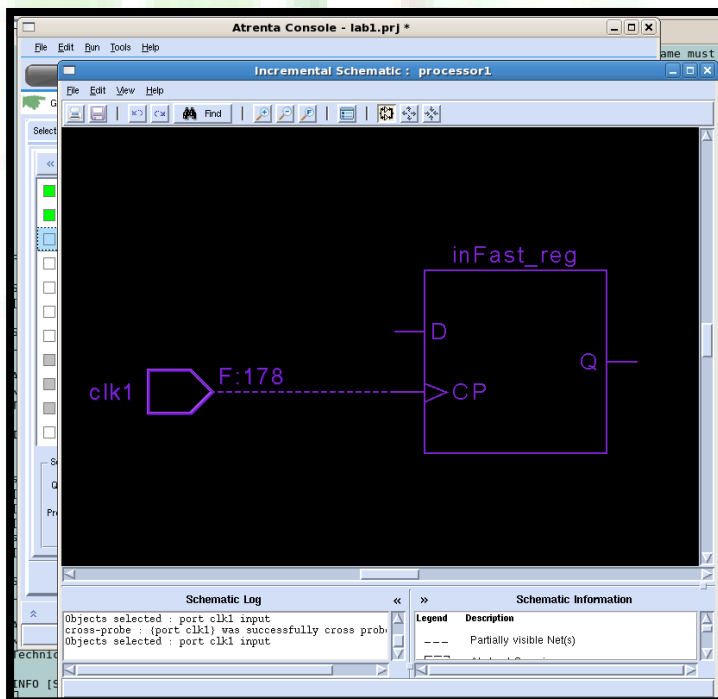 Atrenta Console - lab1.prj *
ame must
File Edit Run Tools Help
Incremental Schematic : processor1
File Edit View Help
G
Find
Select
«
inFast_reg
D
Q
F:178
clk1
CP
S
Q
Pr
Schematic Log « » Schematic Information
Objects selected : port clk1 input
cross-probe : {port clk1} was successfully cross prob
Objects selected : port clk1 input
Legend Description
Partially visible Net(s)
Technic
INFO [S